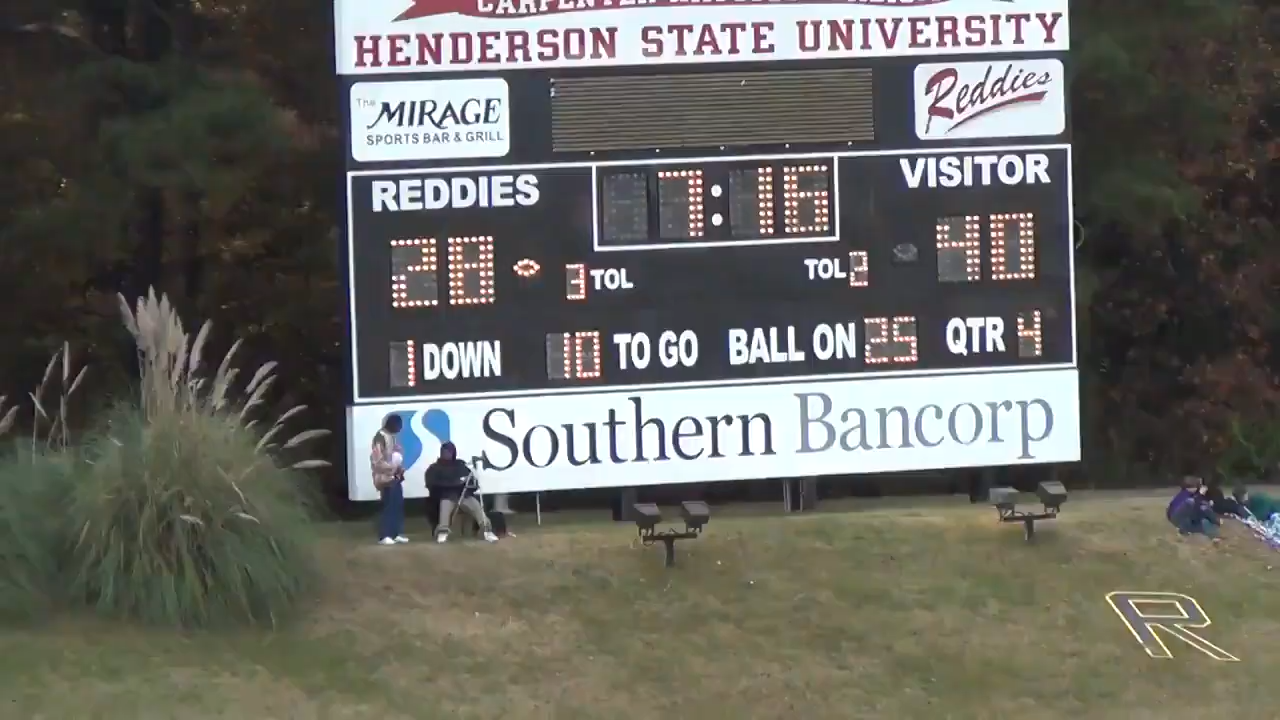 CARPENTER
HENDERSON STATE UNIVERSITY
The
MIRAGE
SPORTS BAR & GRILL
Reddies
REDDIES
7:16
VISITOR
28
3 TOL
TOL 2
40
1 DOWN
10 TO GO
BALL ON 25
QTR 4
Southern Bancorp
R